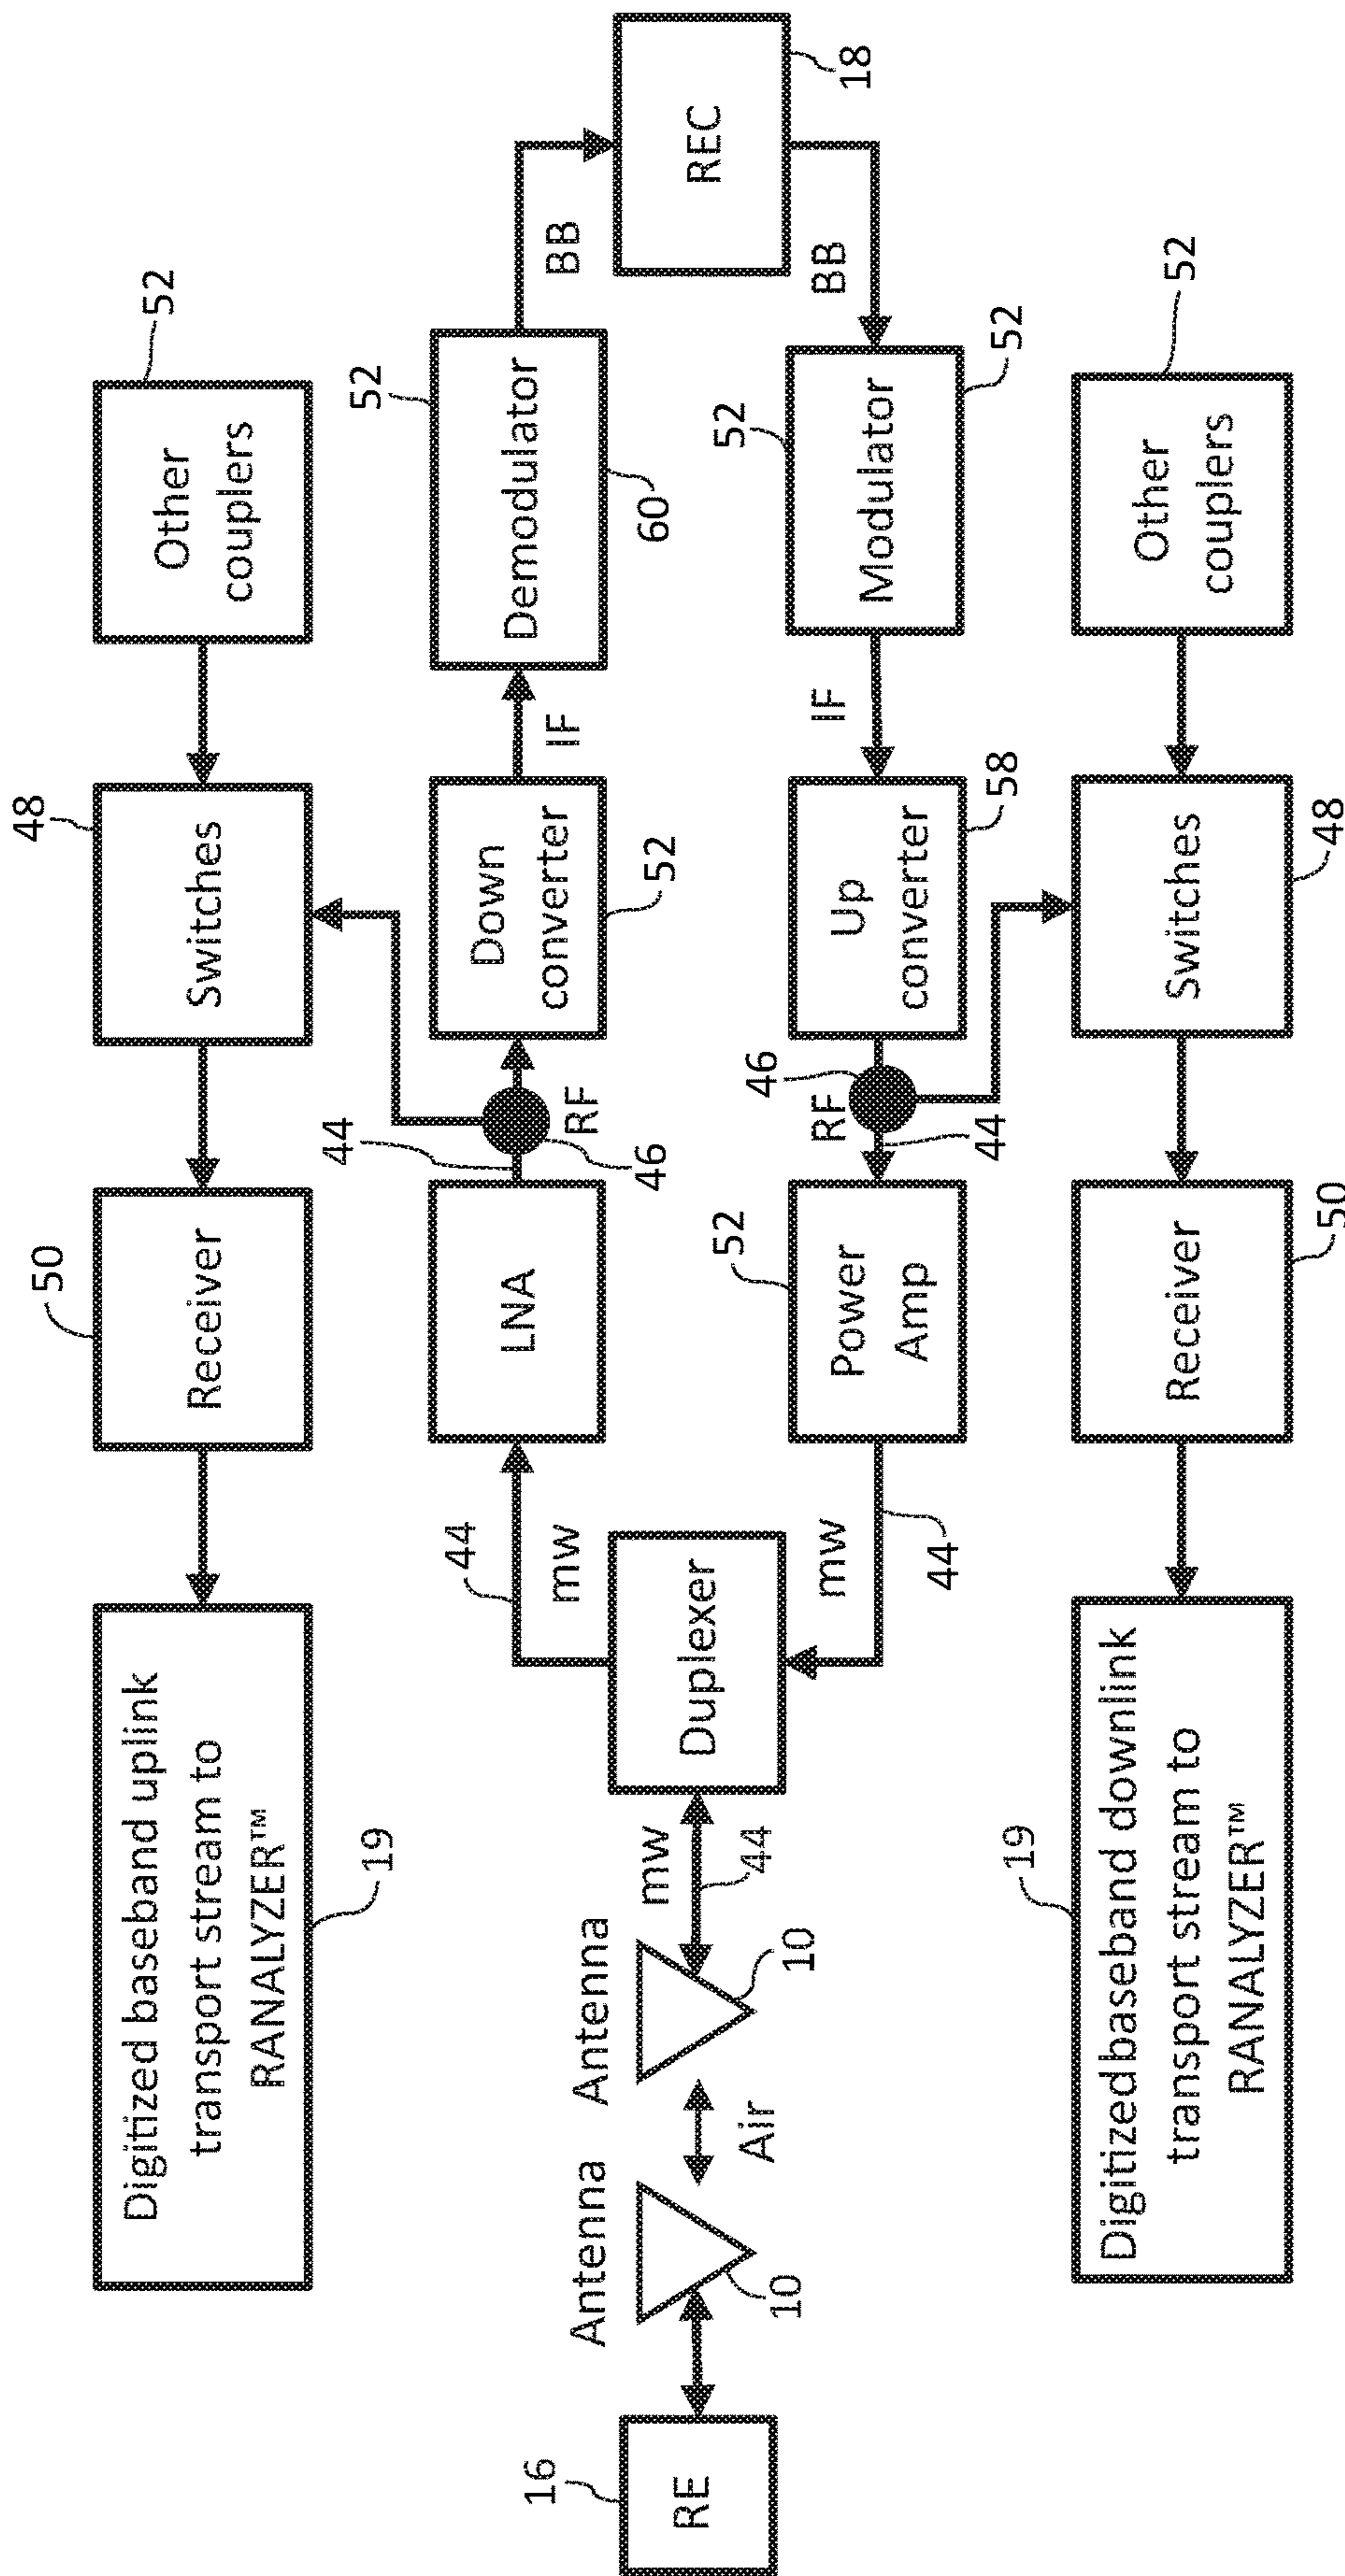 52
48
50
Other
couplers
Switches
Receiver
Digitized baseband uplink
transport stream to
RANALYZER™
19
52
BB
Demodulator
60
IF
Down
converter
52
RF
46
44
LNA
44
mw
Duplexer
mw
44
Antenna
10
Air
Antenna
10
16
RE
REC
18
BB
52
Modulator
52
IF
Up
converter
58
46
RF
44
52
Power
Amp
mw
44
52
Other
couplers
Switches
48
Receiver
50
19
Digitized baseband downlink
transport stream to
RANALYZER™